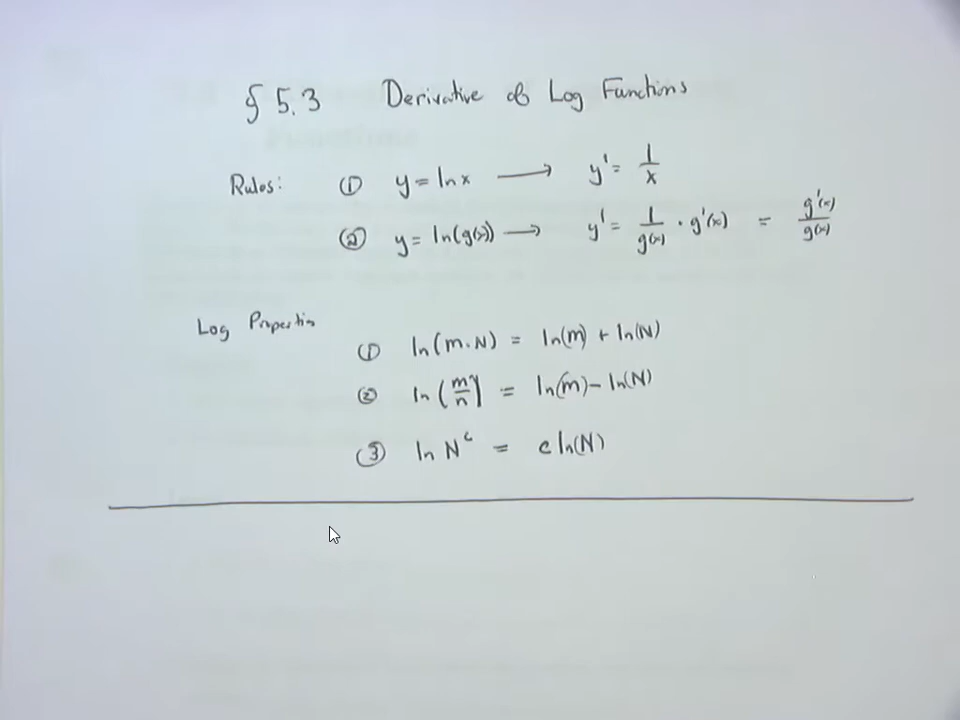 § 5.3 Derivative of Log Functions
Rules: ① y = ln x ⟶ y' = 1/x
② y = ln(g(x)) ⟶ y' = 1/g(x) · g'(x) = g'(x)/g(x)
Log Properties
① ln(m·N) = ln(m) + ln(N)
② ln(m/n) = ln(m) - ln(N)
③ ln N^c = c ln(N)